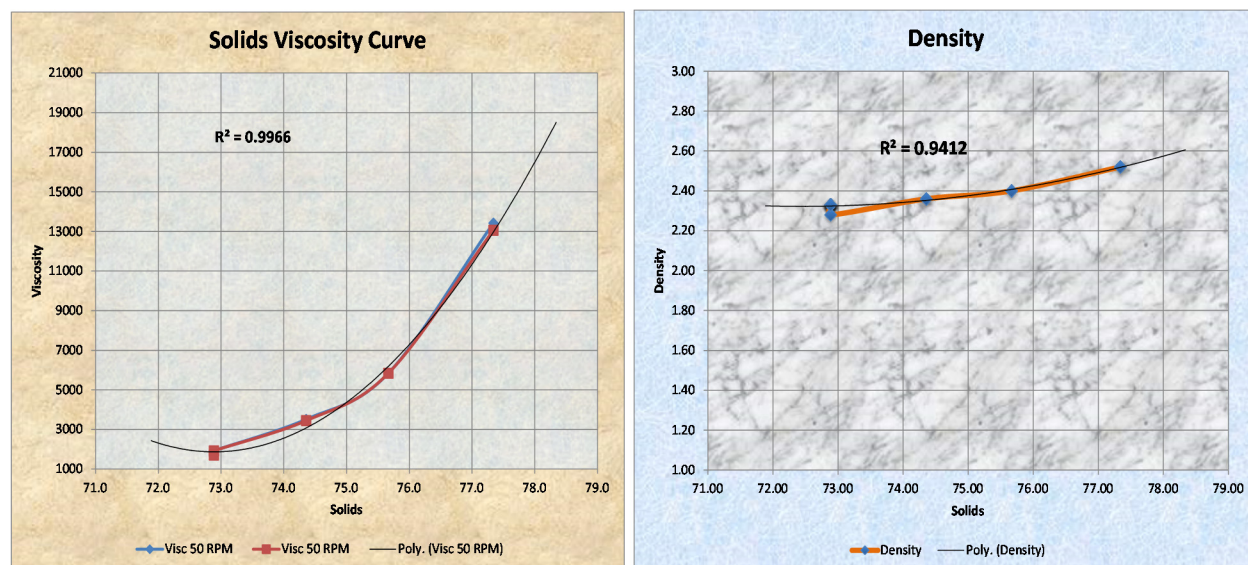 Solids Viscosity Curve
21000
19000
17000
15000
13000
11000
9000
7000
5000
3000
1000
Viscosity
R² = 0.9966
71.0 72.0 73.0 74.0 75.0 76.0 77.0 78.0 79.0
Solids
Visc 50 RPM Visc 50 RPM Poly. (Visc 50 RPM)
Density
3.00
2.80
2.60
2.40
2.20
2.00
1.80
1.60
1.40
1.20
1.00
Density
R² = 0.9412
71.00 72.00 73.00 74.00 75.00 76.00 77.00 78.00 79.00
Solids
Density Poly. (Density)